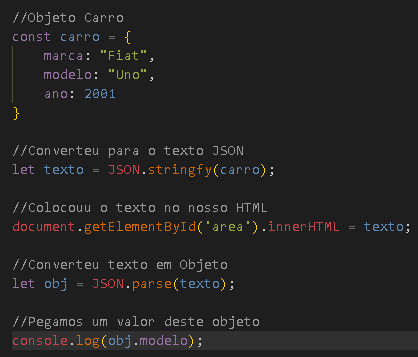 //Objeto Carro
const carro = {
marca: "Fiat",
modelo: "Uno",
ano: 2001
}
//Converteu para o texto JSON
let texto = JSON.stringfy(carro);
//Colocouu o texto no nosso HTML
document.getElementById('area').innerHTML = texto;
//Converteu texto em Objeto
let obj = JSON.parse(texto);
//Pegamos um valor deste objeto
console.log(obj.modelo);